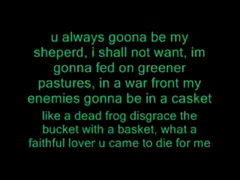 u always goona be my
sheperd, i shall not want, im
gonna fed on greener
pastures, in a war front my
enemies gonna be in a casket
like a dead frog disgrace the
bucket with a basket, what a
faithful lover u came to die for me